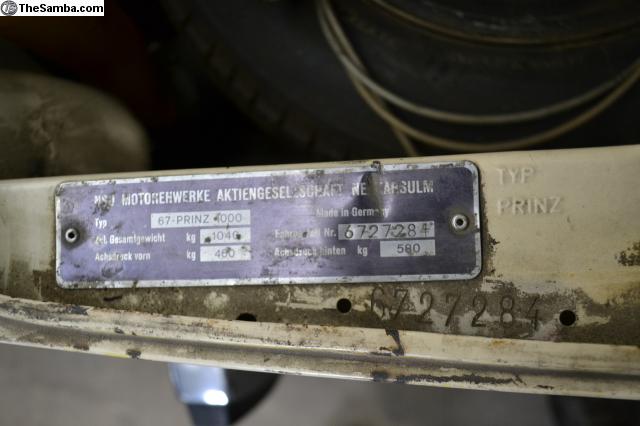 TheSamba.com
NSU MOTORENWERKE AKTIENGESELLSCHAFT NECKARSULM
Typ 67-PRINZ 1000 Made in Germany
Zul. Gesamtgewicht kg 1040 Fahrgestell Nr. 6727284
Achsdruck vorn kg 460 Achsdruck hinten kg 580
TYP
PRINZ
6727284